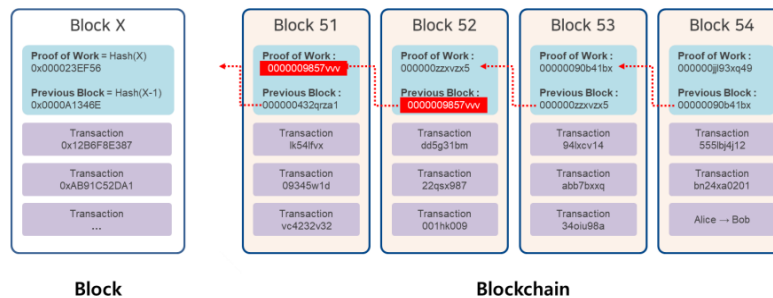 Block X
Proof of Work = Hash(X)
0x000023EF56
Previous Block = Hash(X-1)
0x0000A1346E
Transaction
0x12B6F8E387
Transaction
0xAB91C52DA1
Transaction
...
Block
Block 51
Proof of Work :
0000009857vvv
Previous Block :
000000432qrza1
Transaction
lk54lfvx
Transaction
09345w1d
Transaction
vc4232v32
Block 52
Proof of Work :
000000zzxvzx5
Previous Block :
0000009857vvv
Transaction
dd5g31bm
Transaction
22qsx987
Transaction
001hk009
Block 53
Proof of Work :
00000090b41bx
Previous Block :
000000zzxvzx5
Transaction
94lxcv14
Transaction
abb7bxxq
Transaction
34oiu98a
Block 54
Proof of Work :
000000jl93xq49
Previous Block :
00000090b41bx
Transaction
555lbj4j12
Transaction
bn24xa0201
Alice → Bob
Blockchain